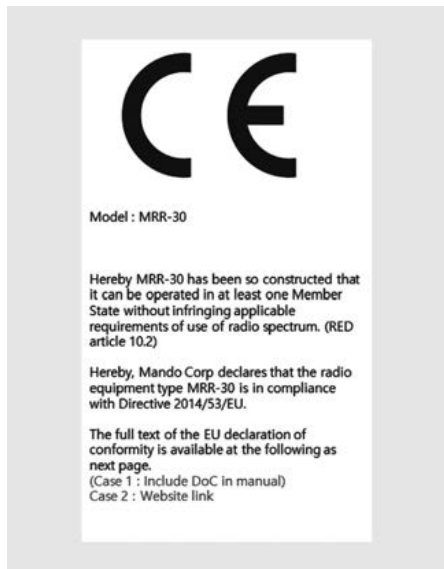 CE
Model : MRR-30
Hereby MRR-30 has been so constructed that
it can be operated in at least one Member
State without infringing applicable
requirements of use of radio spectrum. (RED
article 10.2)
Hereby, Mando Corp declares that the radio
equipment type MRR-30 is in compliance
with Directive 2014/53/EU.
The full text of the EU declaration of
conformity is available at the following as
next page.
(Case 1 : Include DoC in manual)
Case 2 : Website link